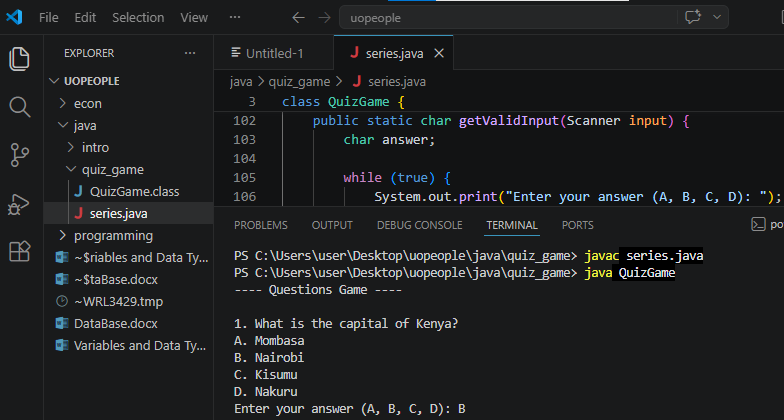 File Edit Selection View ··· uopeople
EXPLORER ···
UOPEOPLE
econ
java
intro
quiz_game
QuizGame.class
series.java
programming
~$riables and Data Ty...
~$taBase.docx
~WRL3429.tmp
DataBase.docx
Variables and Data Ty...
Untitled-1 series.java
java > quiz_game > series.java
3 class QuizGame {
102 public static char getValidInput(Scanner input) {
103 char answer;
104
105 while (true) {
106 System.out.print("Enter your answer (A, B, C, D): ");
PROBLEMS OUTPUT DEBUG CONSOLE TERMINAL PORTS
PS C:\Users\user\Desktop\uopeople\java\quiz_game> javac series.java
PS C:\Users\user\Desktop\uopeople\java\quiz_game> java QuizGame
---- Questions Game ----
1. What is the capital of Kenya?
A. Mombasa
B. Nairobi
C. Kisumu
D. Nakuru
Enter your answer (A, B, C, D): B